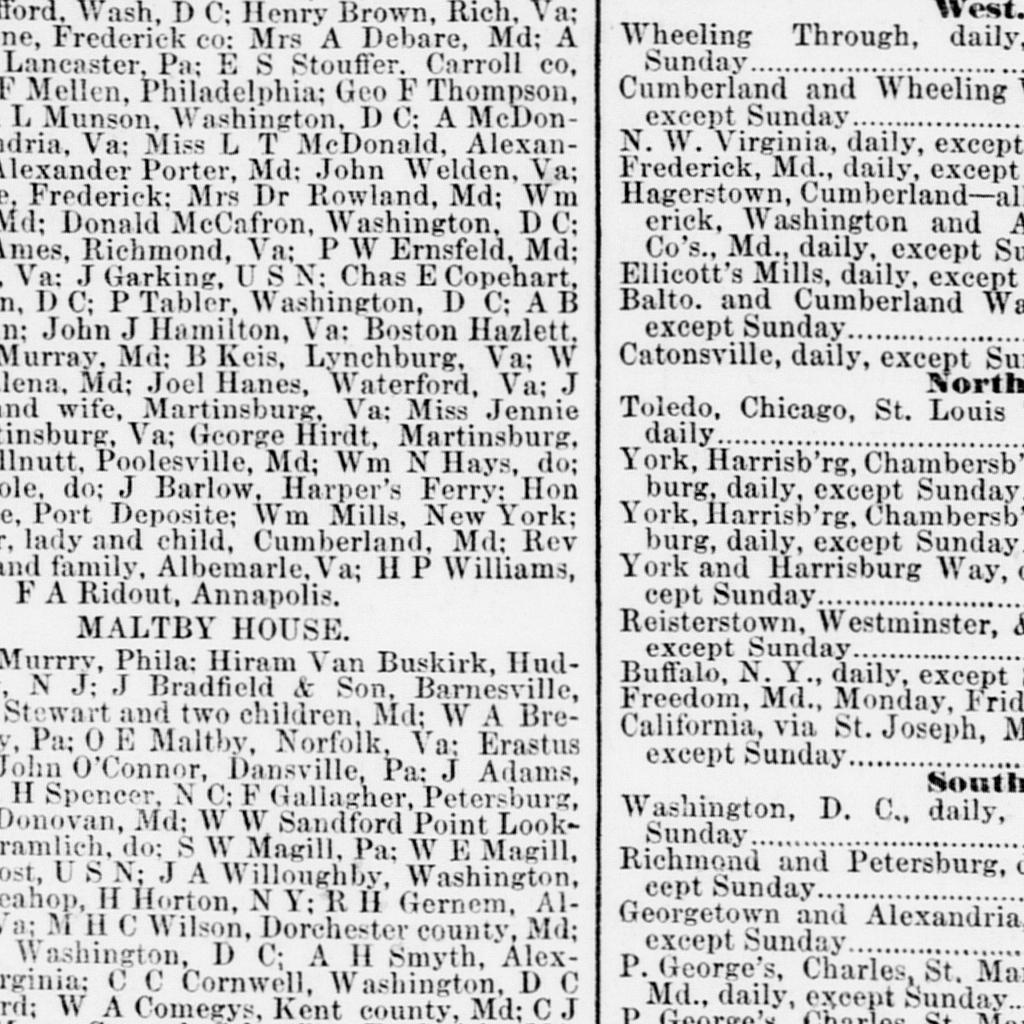 fford, Wash, D C; Henry Brown, Rich, Va;
ne, Frederick co: Mrs A Debare, Md; A
Lancaster, Pa; E S Stouffer. Carroll co,
F Mellen, Philadelphia; Geo F Thompson,
L Munson, Washington, D C; A McDon-
ndria, Va; Miss L T McDonald, Alexan-
Alexander Porter, Md; John Welden, Va;
e, Frederick; Mrs Dr Rowland, Md; Wm
Md; Donald McCafron, Washington, D C;
Ames, Richmond, Va; P W Ernsfeld, Md;
, Va; J Garking, U S N; Chas E Copehart,
n, D C; P Tabler, Washington, D C; A B
n; John J Hamilton, Va; Boston Hazlett,
Murray, Md; B Keis, Lynchburg, Va; W
lena, Md; Joel Hanes, Waterford, Va; J
and wife, Martinsburg, Va; Miss Jennie
tinsburg, Va; George Hirdt, Martinsburg,
llnutt, Poolesville, Md; Wm N Hays, do;
ole, do; J Barlow, Harper's Ferry; Hon
e, Port Deposite; Wm Mills, New York;
r, lady and child, Cumberland, Md; Rev
and family, Albemarle, Va; H P Williams,
F A Ridout, Annapolis.
MALTBY HOUSE.
Murrry, Phila; Hiram Van Buskirk, Hud-
, N J; J Bradfield & Son, Barnesville,
Stewart and two children, Md; W A Bre-
y, Pa; O E Maltby, Norfolk, Va; Erastus
John O'Connor, Dansville, Pa; J Adams,
H Spencer, N C; F Gallagher, Petersburg,
Donovan, Md; W W Sandford Point Look-
ramlich, do; S W Magill, Pa; W E Magill,
ost, U S N; J A Willoughby, Washington,
eahop, H Horton, N Y; R H Gernem, Al-
Va; M H C Wilson, Dorchester county, Md;
Washington, D C; A H Smyth, Alex-
rginia; C C Cornwell, Washington, D C
rd; W A Comegys, Kent county, Md; C J
West.
Wheeling Through, daily,
Sunday
Cumberland and Wheeling W
except Sunday
N. W. Virginia, daily, except
Frederick, Md., daily, except
Hagerstown, Cumberland—all
erick, Washington and A
Co's., Md., daily, except Su
Ellicott's Mills, daily, except
Balto. and Cumberland Wa
except Sunday
Catonsville, daily, except Sun
North
Toledo, Chicago, St. Louis
daily
York, Harrisb'rg, Chambersb'
burg, daily, except Sunday
York, Harrisb'rg, Chambersb'
burg, daily, except Sunday
York and Harrisburg Way,
cept Sunday
Reisterstown, Westminster, &
except Sunday
Buffalo, N. Y., daily, except
Freedom, Md., Monday, Frid
California, via St. Joseph, M
except Sunday
South
Washington, D. C., daily,
Sunday
Richmond and Petersburg,
cept Sunday
Georgetown and Alexandria,
except Sunday
P. George's, Charles, St. Mar
Md., daily, except Sunday
P. George's, Charles, St. Mar